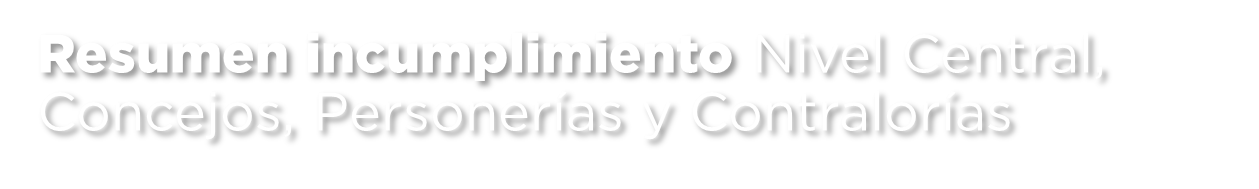 Resumen incumplimiento Nivel Central,
Concejos, Personerías y Contralorías